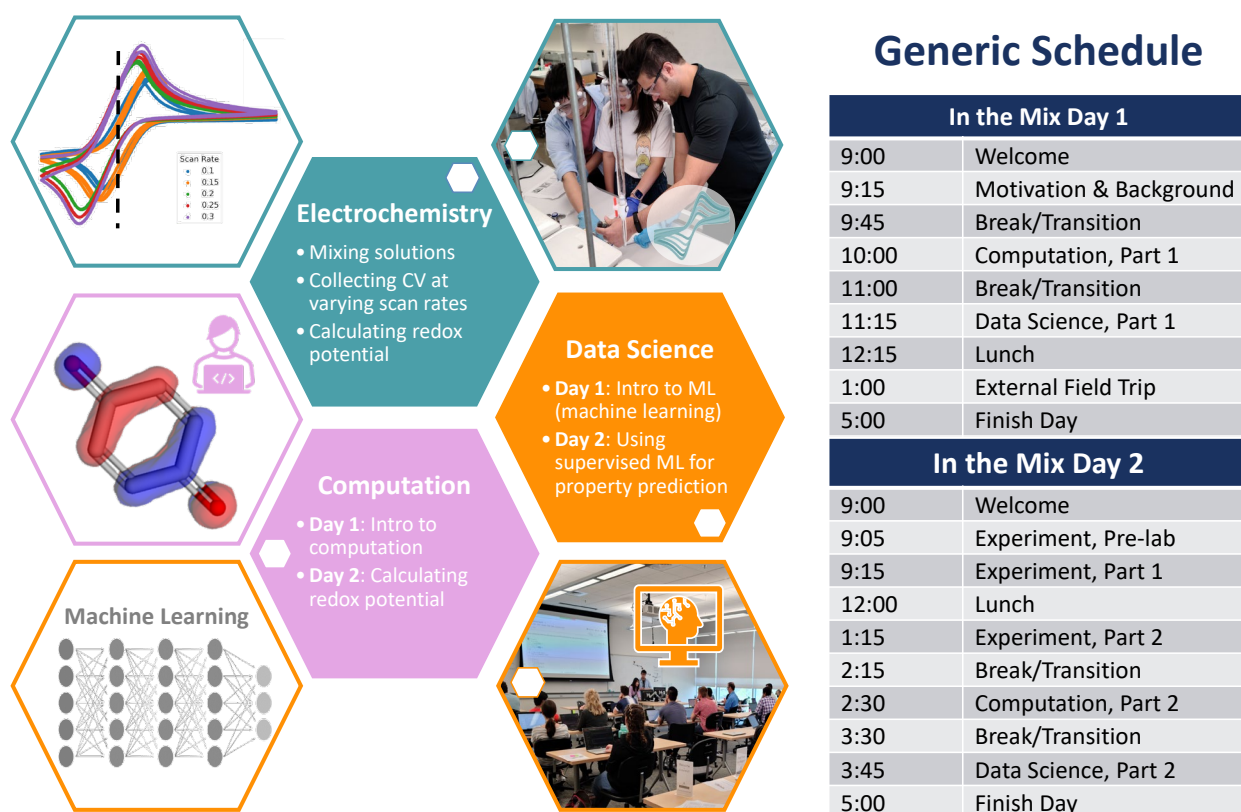 Scan Rate
0.1
0.15
0.2
0.25
0.3
Electrochemistry
• Mixing solutions
• Collecting CV at
varying scan rates
• Calculating redox
potential
Data Science
• Day 1: Intro to ML
(machine learning)
• Day 2: Using
supervised ML for
property prediction
</>
Computation
• Day 1: Intro to
computation
• Day 2: Calculating
redox potential
Machine Learning
Generic Schedule
In the Mix Day 1
9:00 Welcome
9:15 Motivation & Background
9:45 Break/Transition
10:00 Computation, Part 1
11:00 Break/Transition
11:15 Data Science, Part 1
12:15 Lunch
1:00 External Field Trip
5:00 Finish Day
In the Mix Day 2
9:00 Welcome
9:05 Experiment, Pre-lab
9:15 Experiment, Part 1
12:00 Lunch
1:15 Experiment, Part 2
2:15 Break/Transition
2:30 Computation, Part 2
3:30 Break/Transition
3:45 Data Science, Part 2
5:00 Finish Day